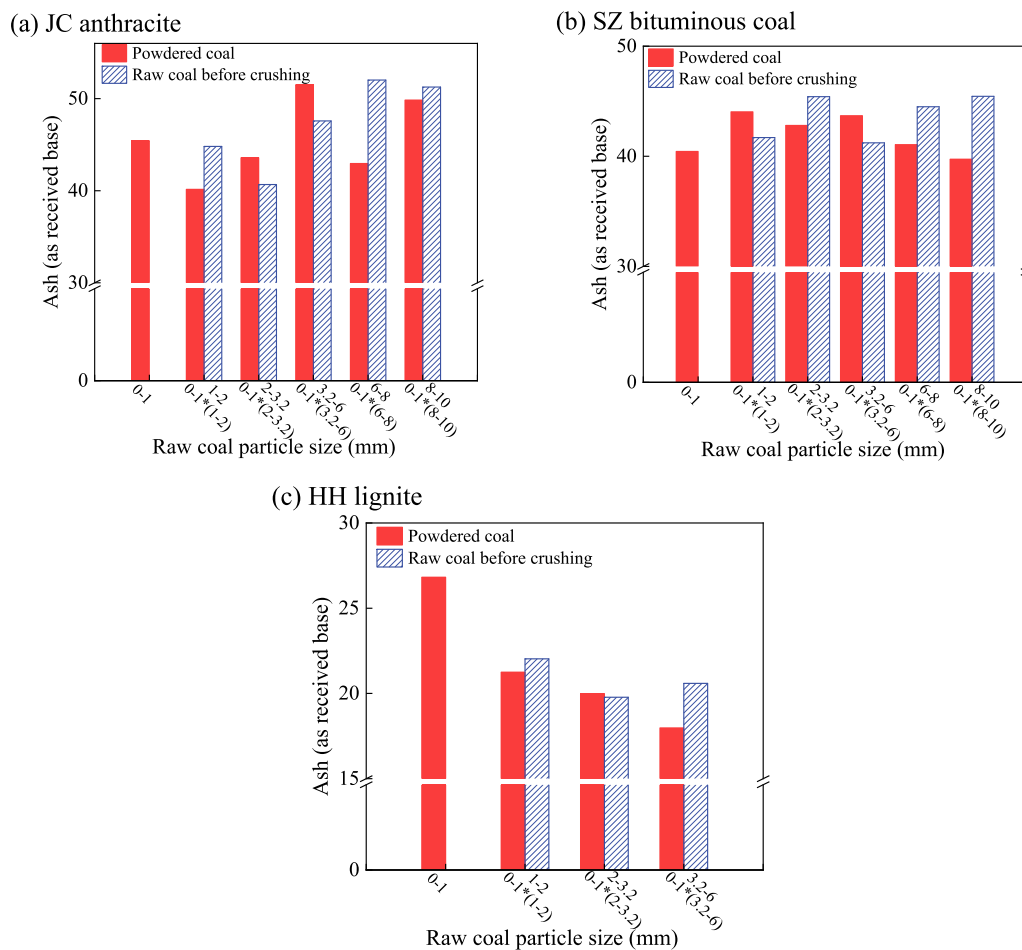 (a) JC anthracite
Powdered coal
Raw coal before crushing
Ash (as received base)
50
40
30
0
0-1
1-2
0-1*(1-2)
2-3.2
0-1*(2-3.2)
3.2-6
0-1*(3.2-6)
6-8
0-1*(6-8)
8-10
0-1*(8-10)
Raw coal particle size (mm)
(b) SZ bituminous coal
Powdered coal
Raw coal before crushing
Ash (as received base)
50
40
30
0
0-1
1-2
0-1*(1-2)
2-3.2
0-1*(2-3.2)
3.2-6
0-1*(3.2-6)
6-8
0-1*(6-8)
8-10
0-1*(8-10)
Raw coal particle size (mm)
(c) HH lignite
Powdered coal
Raw coal before crushing
Ash (as received base)
30
25
20
15
0
0-1
1-2
0-1*(1-2)
2-3.2
0-1*(2-3.2)
3.2-6
0-1*(3.2-6)
Raw coal particle size (mm)